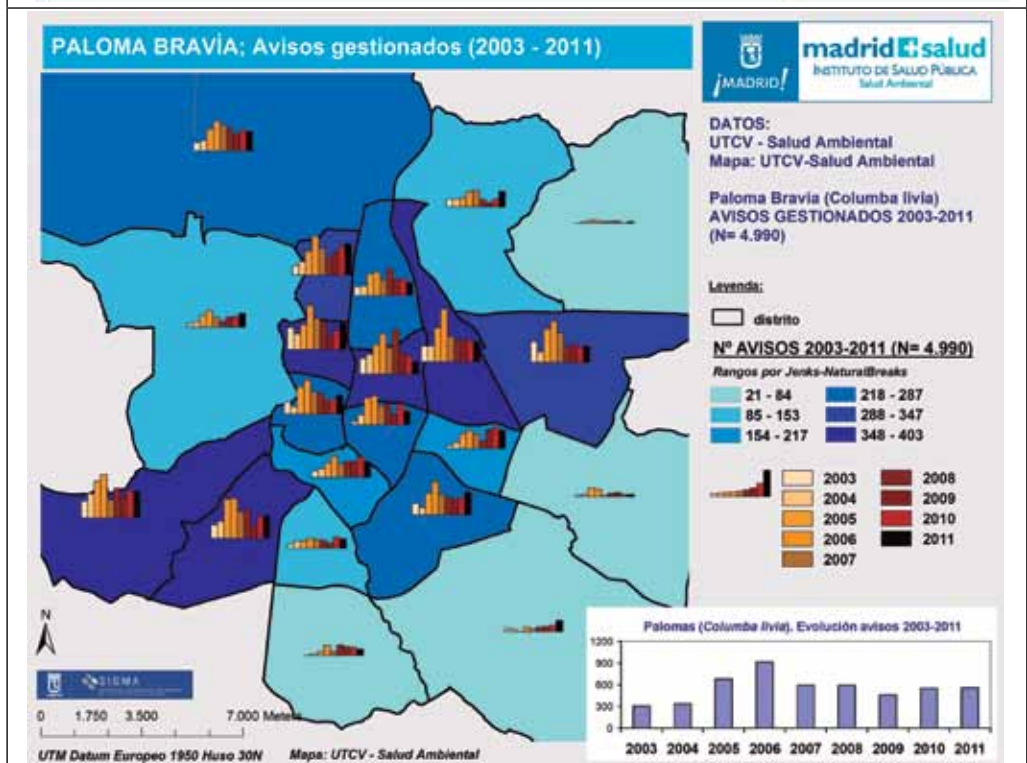 PALOMA BRAVÌA; Avisos gestionados (2003 - 2011)
¡MADRID!
madrid salud
INSTITUTO DE SALUD PÚBLICA
Salud Ambiental
DATOS:
UTCV - Salud Ambiental
Mapa: UTCV-Salud Ambiental
Paloma Bravia (Columba livia)
AVISOS GESTIONADOS 2003-2011
(N= 4.990)
Leyenda:
distrito
Nº AVISOS 2003-2011 (N= 4.990)
Rangos por Jenks-NaturalBreaks
21 - 84
85 - 153
154 - 217
218 - 287
288 - 347
348 - 403
2003
2004
2005
2006
2007
2008
2009
2010
2011
N
SIGMA
0 1.750 3.500 7.000 Meters
UTM Datum Europeo 1950 Huso 30N Mapa: UTCV - Salud Ambiental
Palomas (Columba livia). Evolución avisos 2003-2011
1200
900
600
300
0
2003 2004 2005 2006 2007 2008 2009 2010 2011